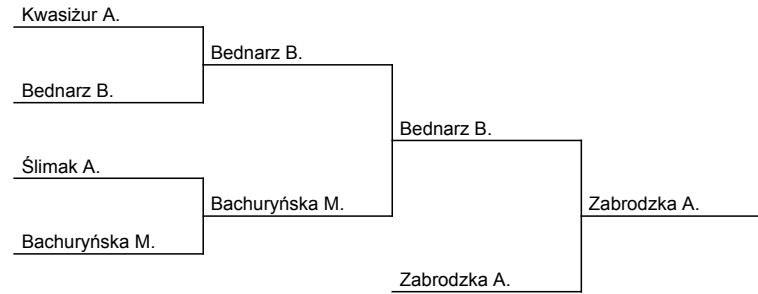 Kwasiżur A.
Bednarz B.
Bednarz B.
Bednarz B.
Ślimak A.
Bachuryńska M.
Zabrodzka A.
Bachuryńska M.
Zabrodzka A.